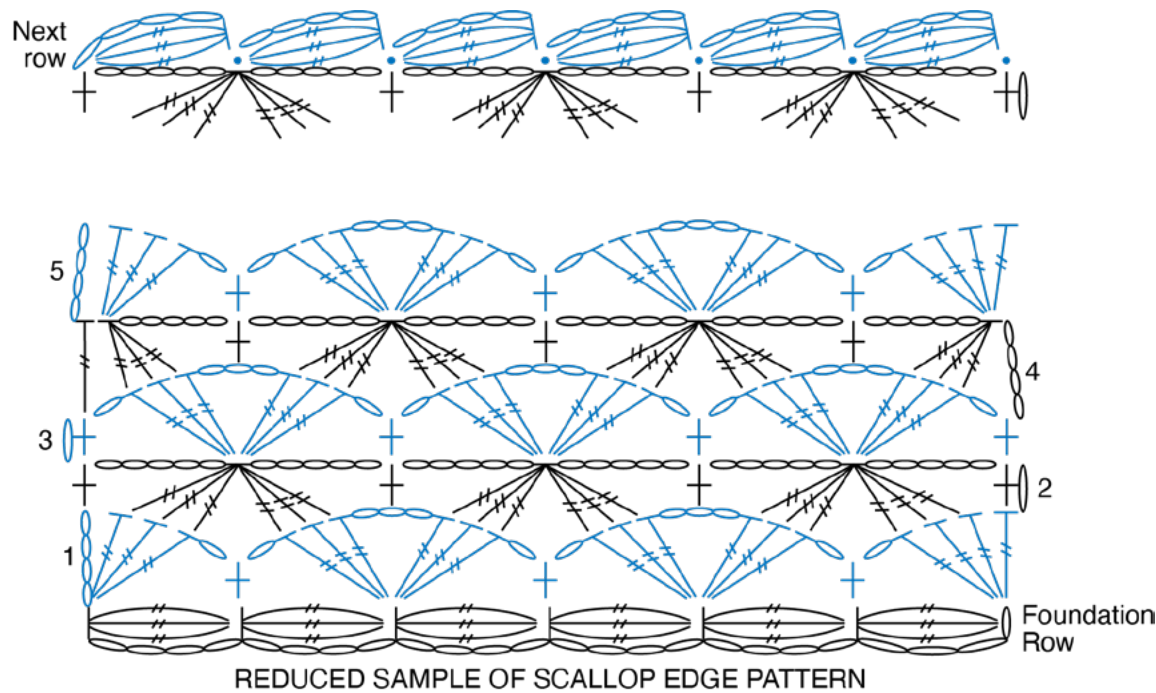 Next
row
5
4
3
2
1
Foundation
Row
REDUCED SAMPLE OF SCALLOP EDGE PATTERN